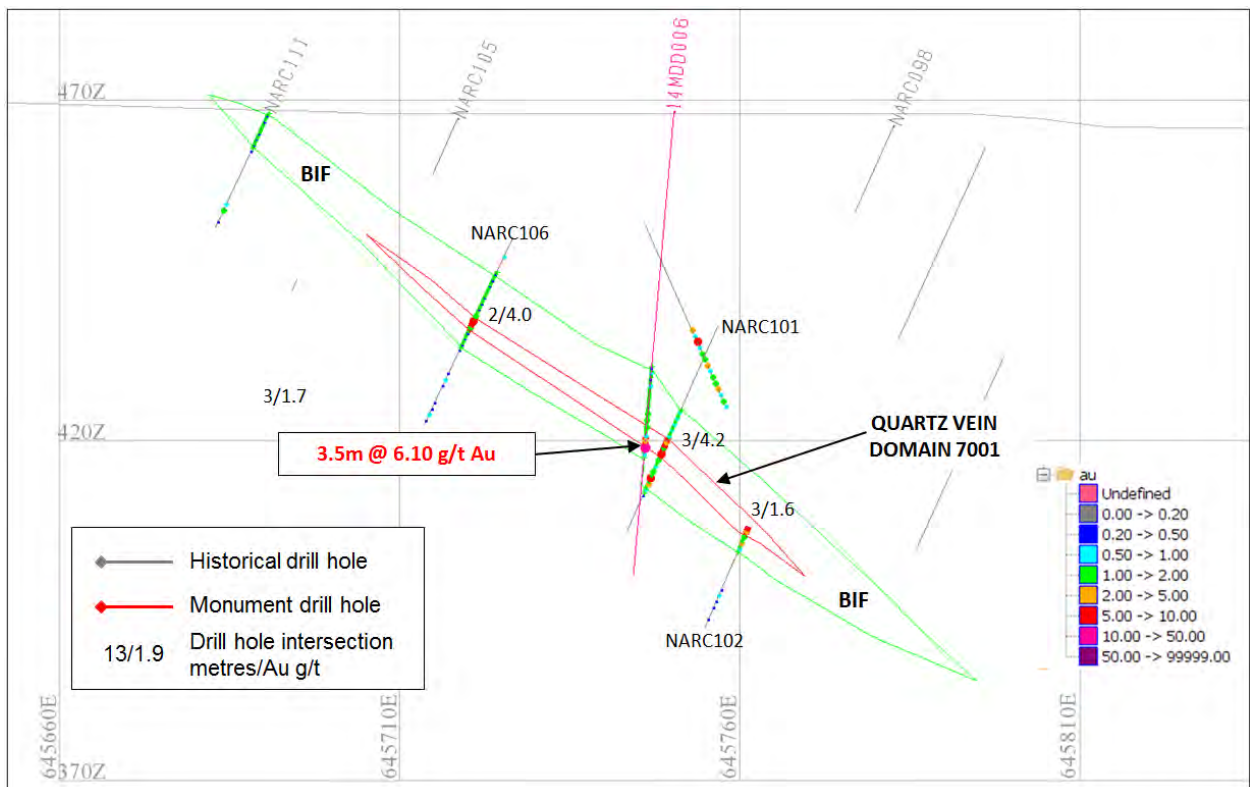 NARC111
NARC105
14MDD006
NARC098
470Z
BIF
NARC106
2/4.0
NARC101
3/1.7
420Z
3.5m @ 6.10 g/t Au
3/4.2
QUARTZ VEIN
DOMAIN 7001
3/1.6
au
Undefined
0.00 -> 0.20
0.20 -> 0.50
0.50 -> 1.00
1.00 -> 2.00
2.00 -> 5.00
5.00 -> 10.00
10.00 -> 50.00
50.00 -> 99999.00
Historical drill hole
Monument drill hole
13/1.9
Drill hole intersection
metres/Au g/t
BIF
NARC102
645660E
645710E
645760E
645810E
370Z